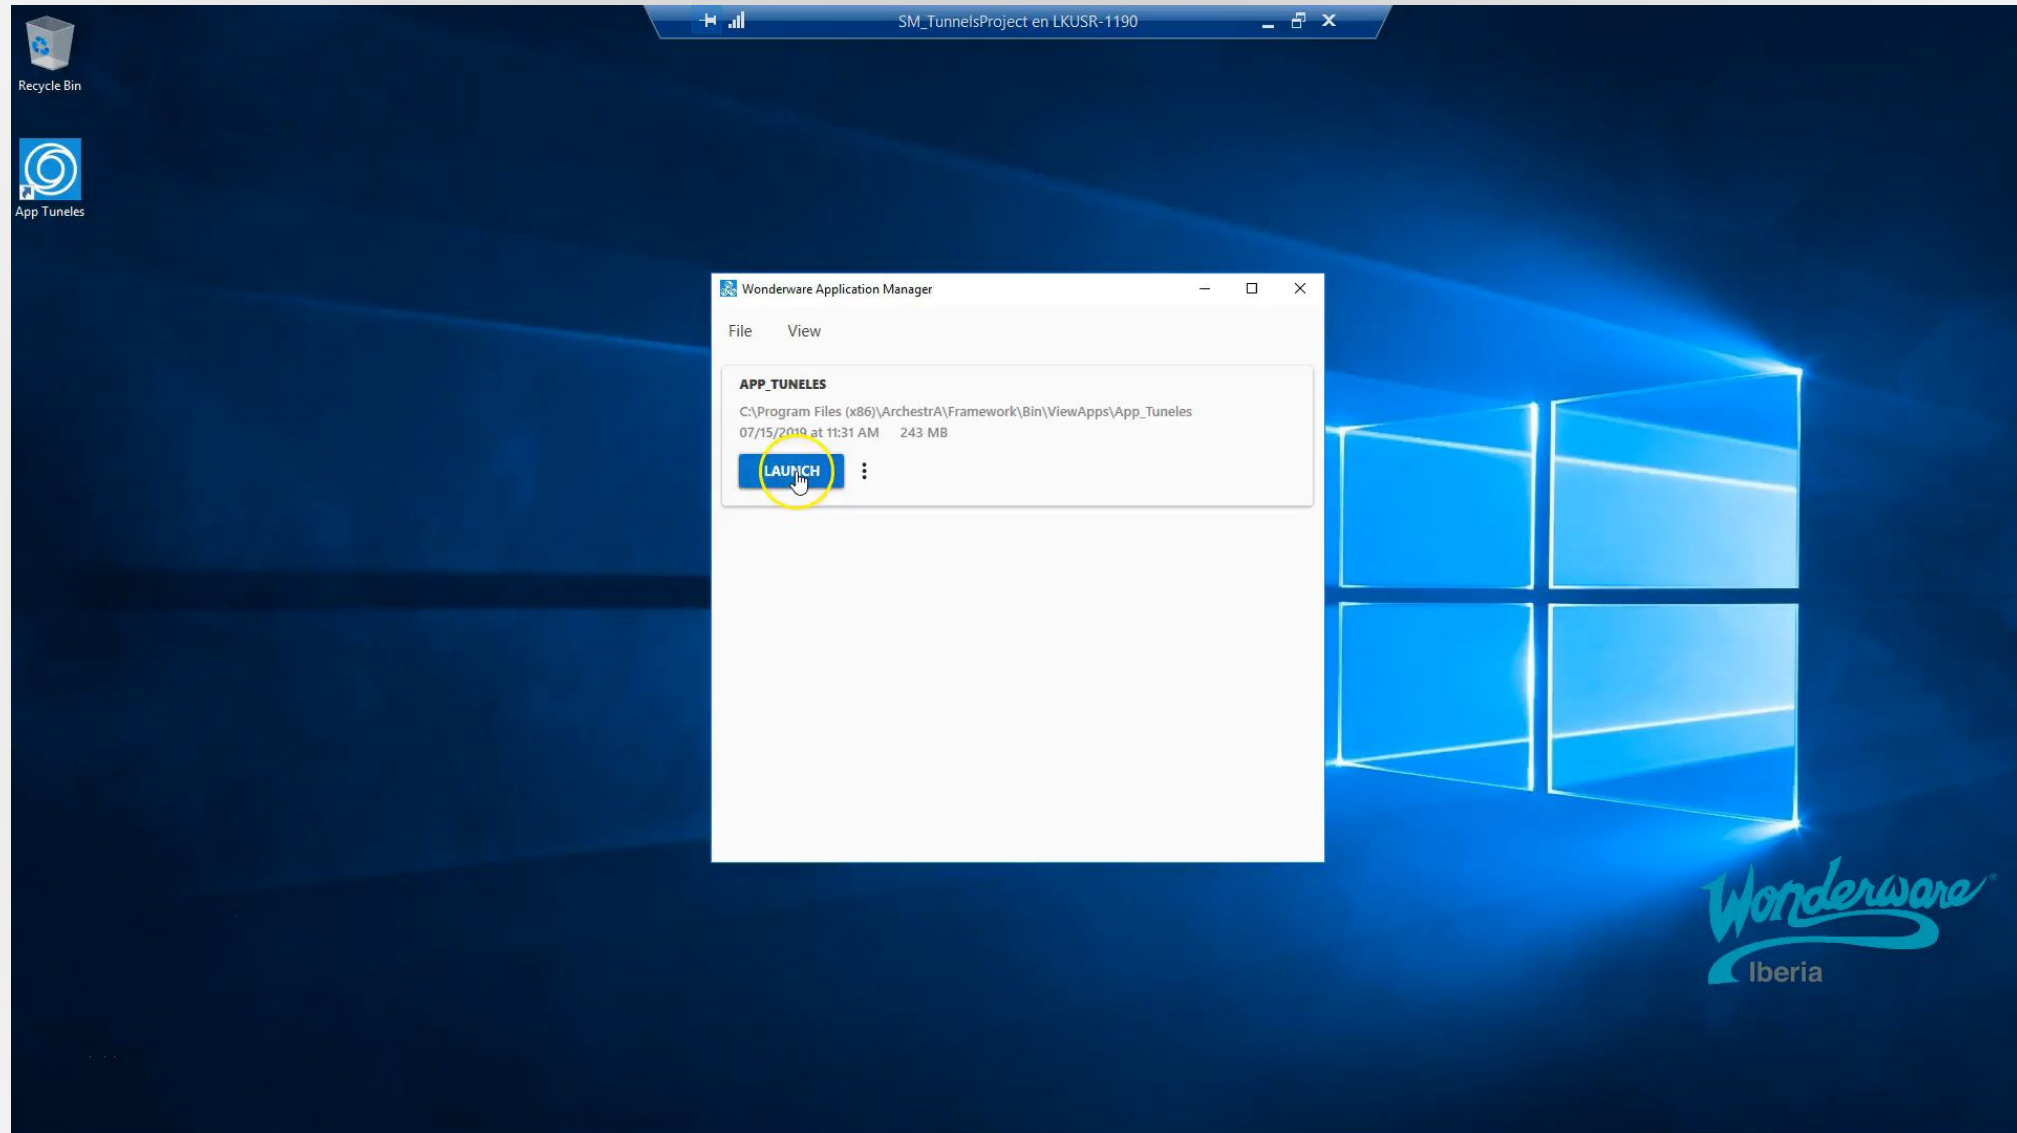 SM_TunnelsProject en LKUSR-1190
Recycle Bin
App Tuneles
Wonderware Application Manager
File View
APP_TUNELES
C:\Program Files (x86)\ArchestrA\Framework\Bin\ViewApps\App_Tuneles
07/15/2019 at 11:31 AM 243 MB
LAUNCH
Wonderware®
Iberia